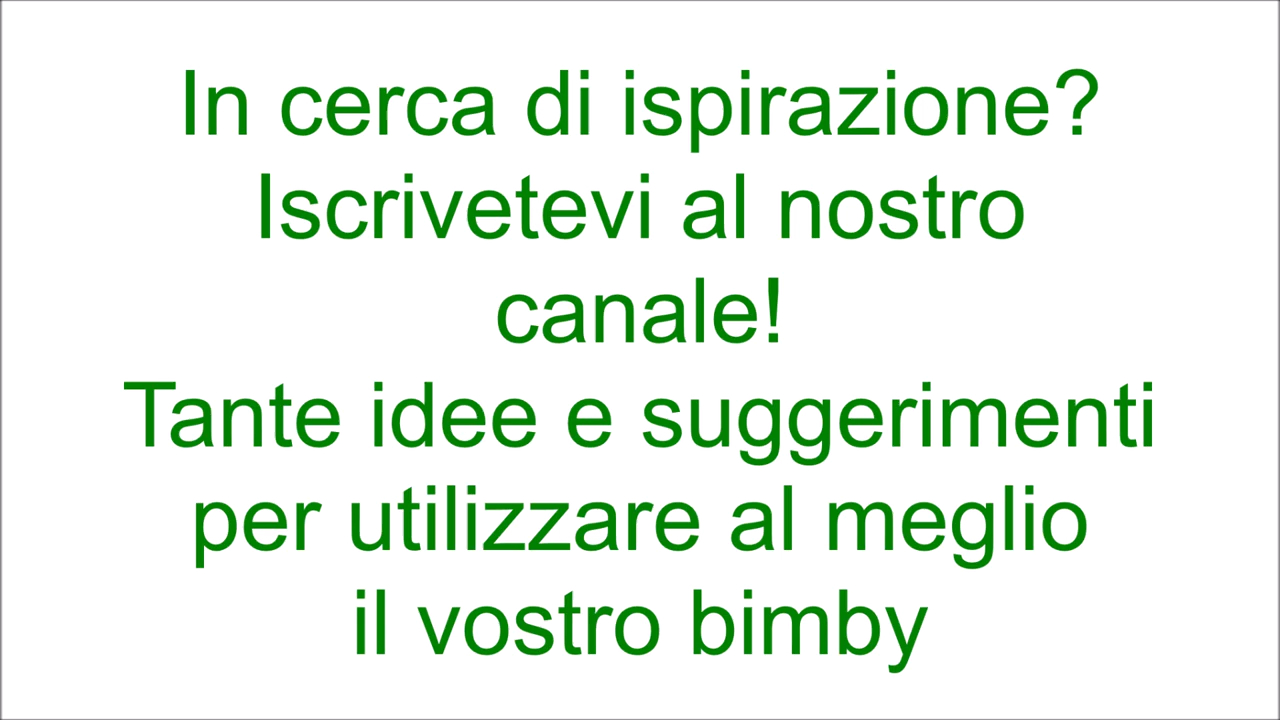 In cerca di ispirazione?
Iscrivetevi al nostro
canale!
Tante idee e suggerimenti
per utilizzare al meglio
il vostro bimby